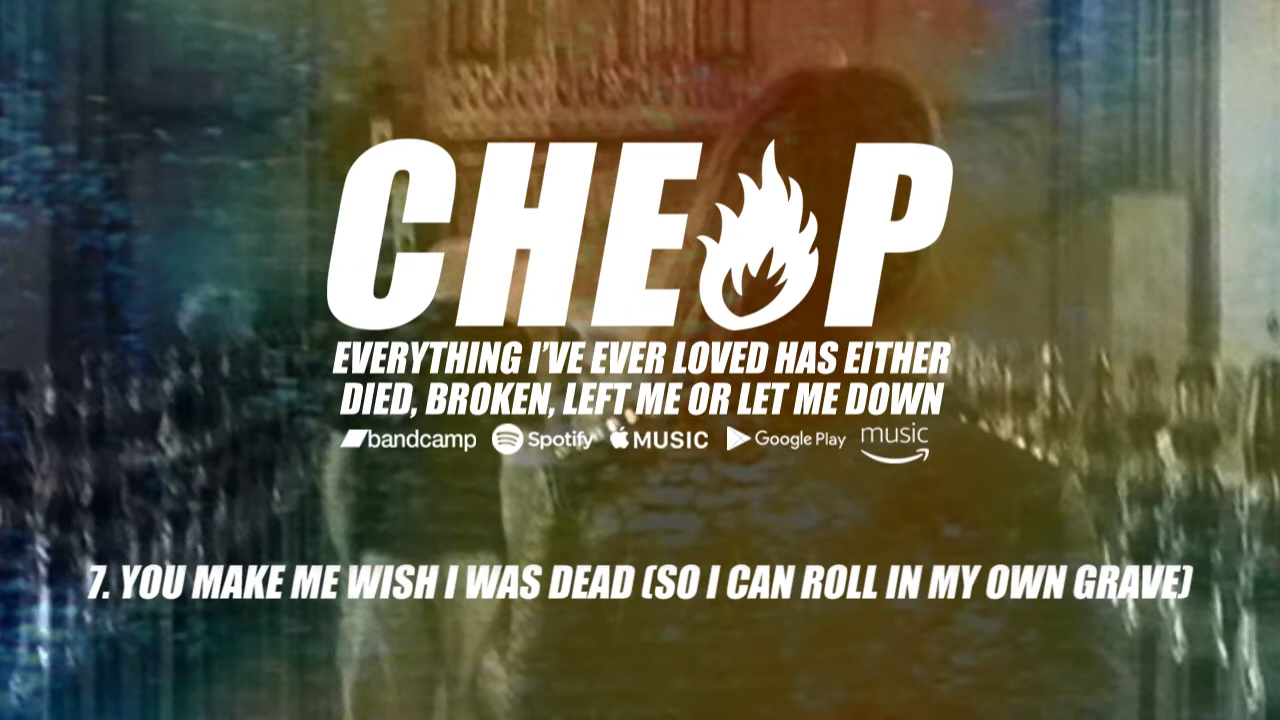 CHEAP
EVERYTHING I'VE EVER LOVED HAS EITHER
DIED, BROKEN, LEFT ME OR LET ME DOWN
bandcamp Spotify MUSIC Google Play music
7. YOU MAKE ME WISH I WAS DEAD (SO I CAN ROLL IN MY OWN GRAVE)